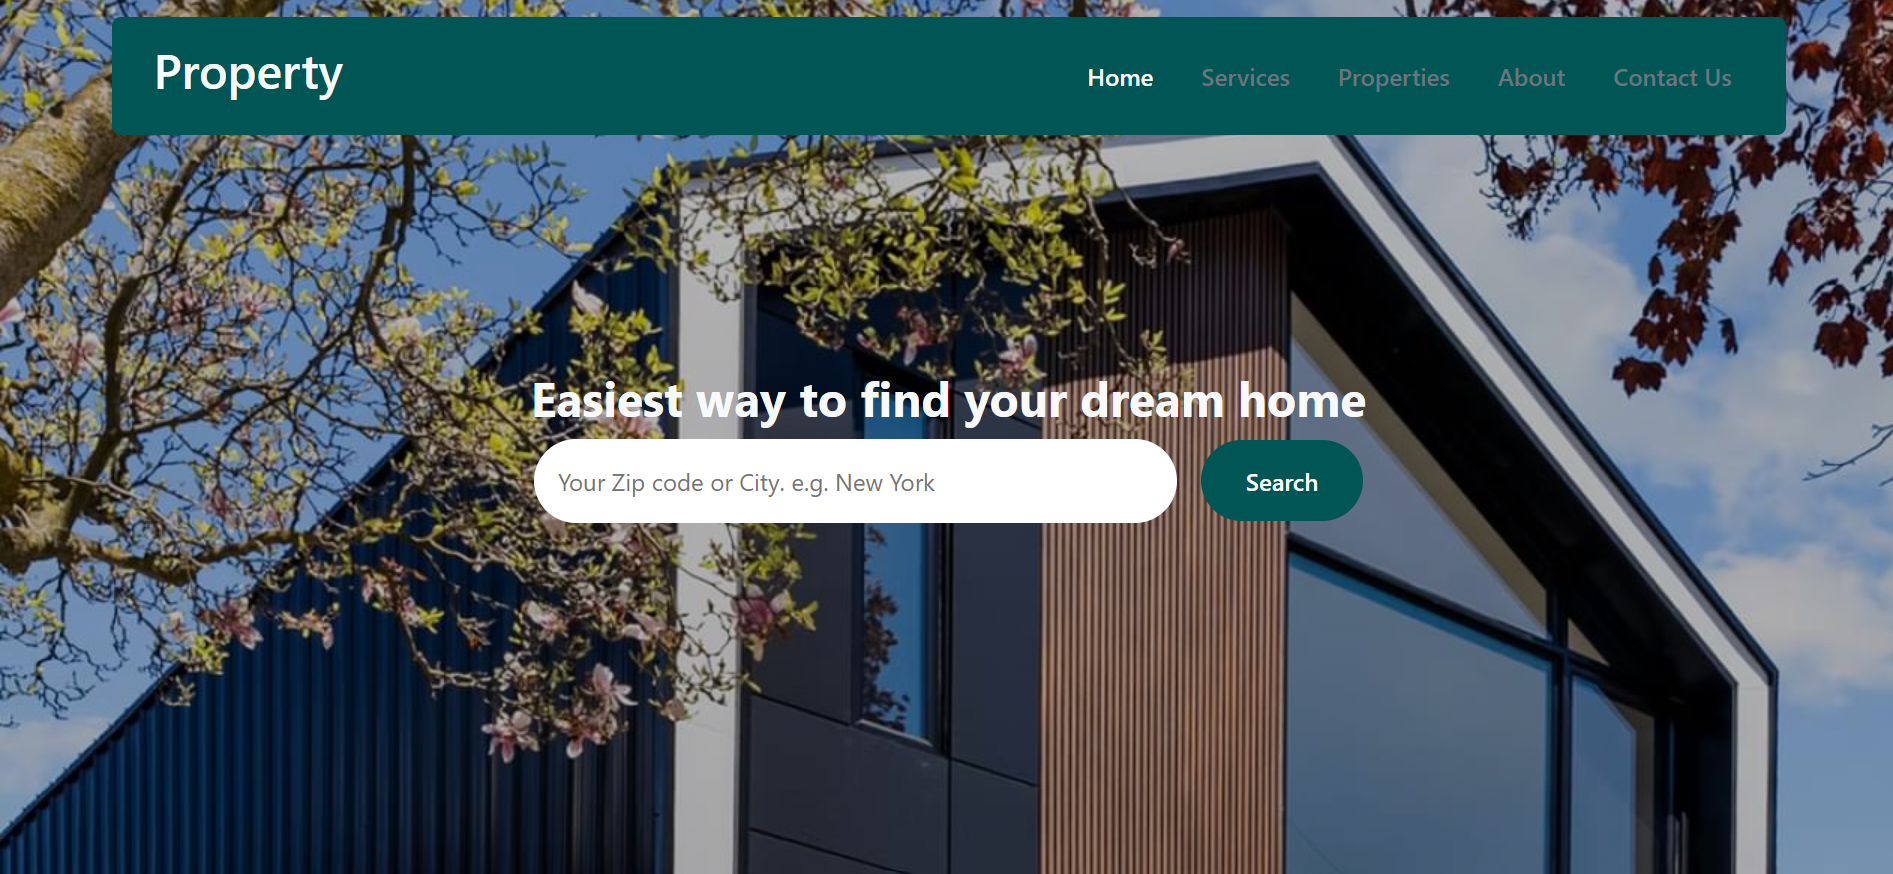 Property
Home Services Properties About Contact Us
Easiest way to find your dream home
Your Zip code or City. e.g. New York
Search